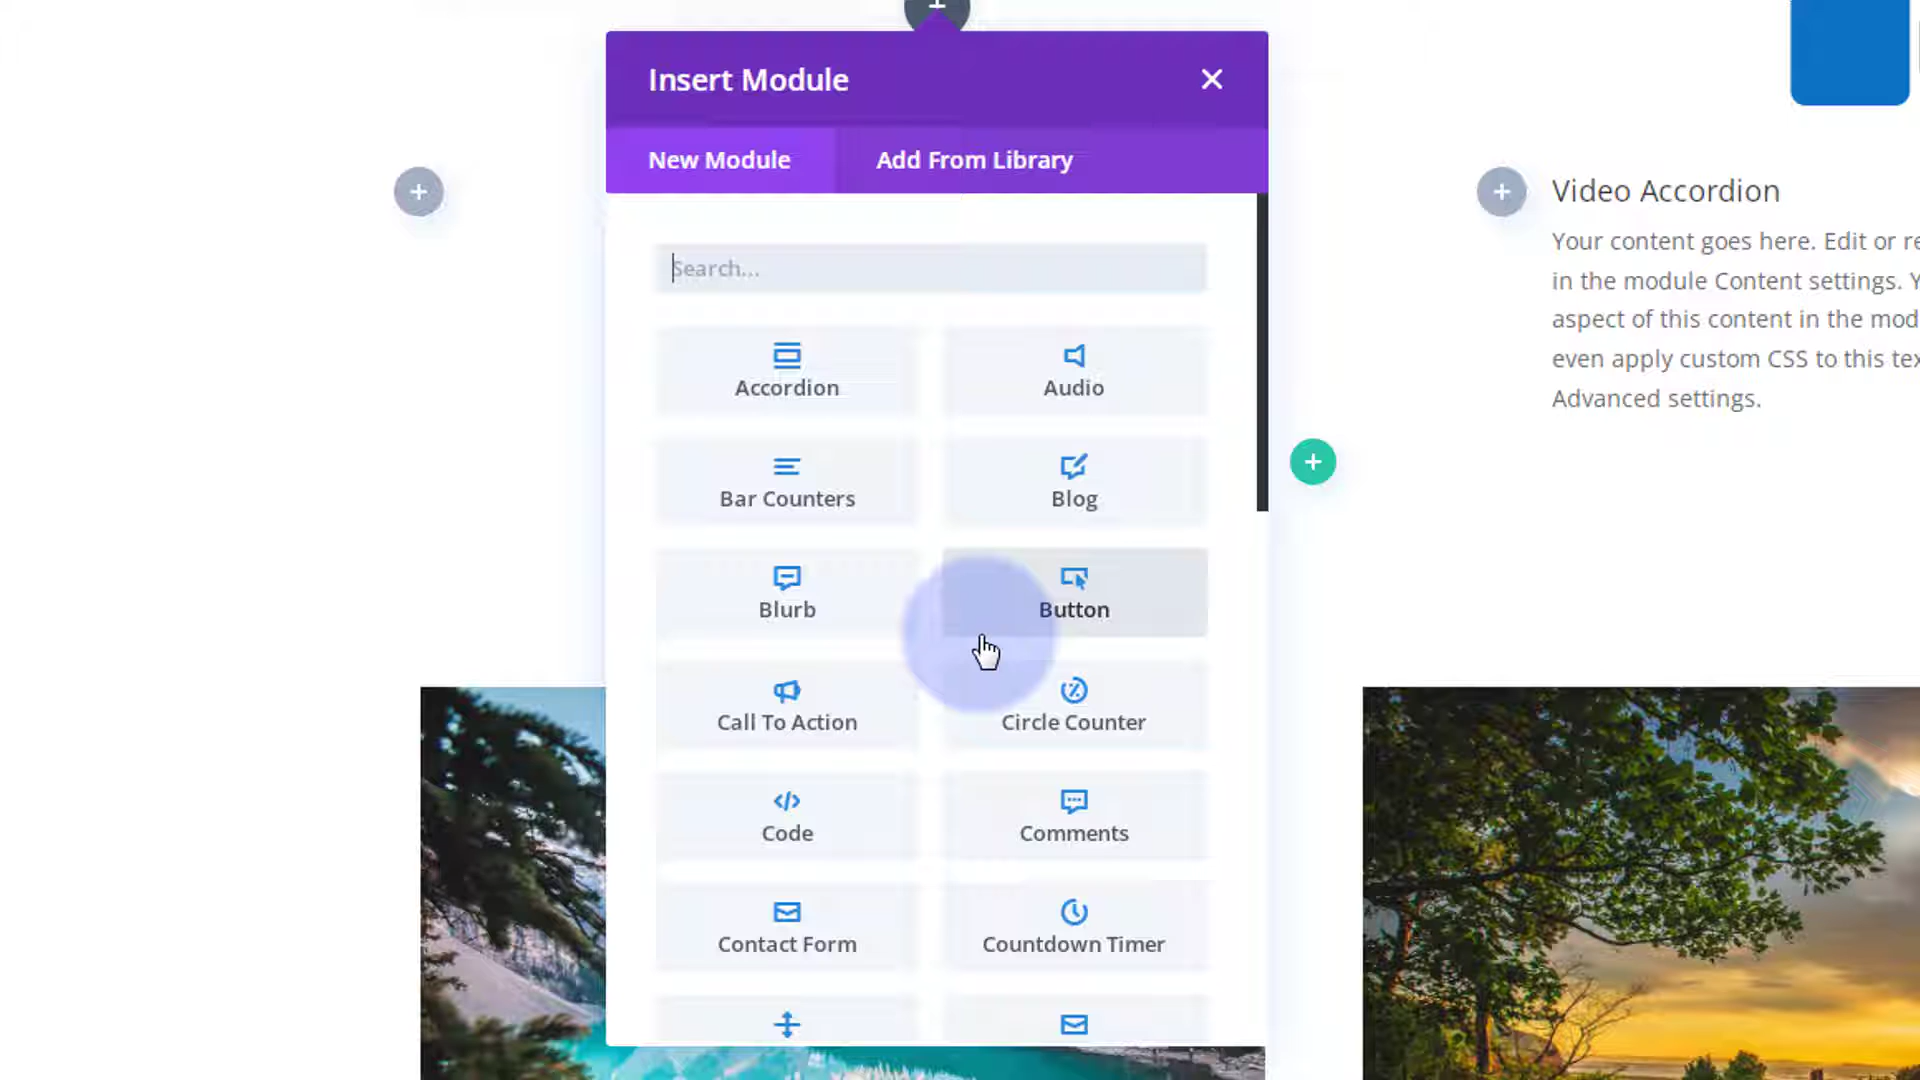 Insert Module
New Module
Add From Library
Search...
Accordion
Audio
Bar Counters
Blog
Blurb
Button
Call To Action
Circle Counter
Code
Comments
Contact Form
Countdown Timer
Video Accordion
Your content goes here. Edit or re
in the module Content settings. Y
aspect of this content in the mod
even apply custom CSS to this tex
Advanced settings.